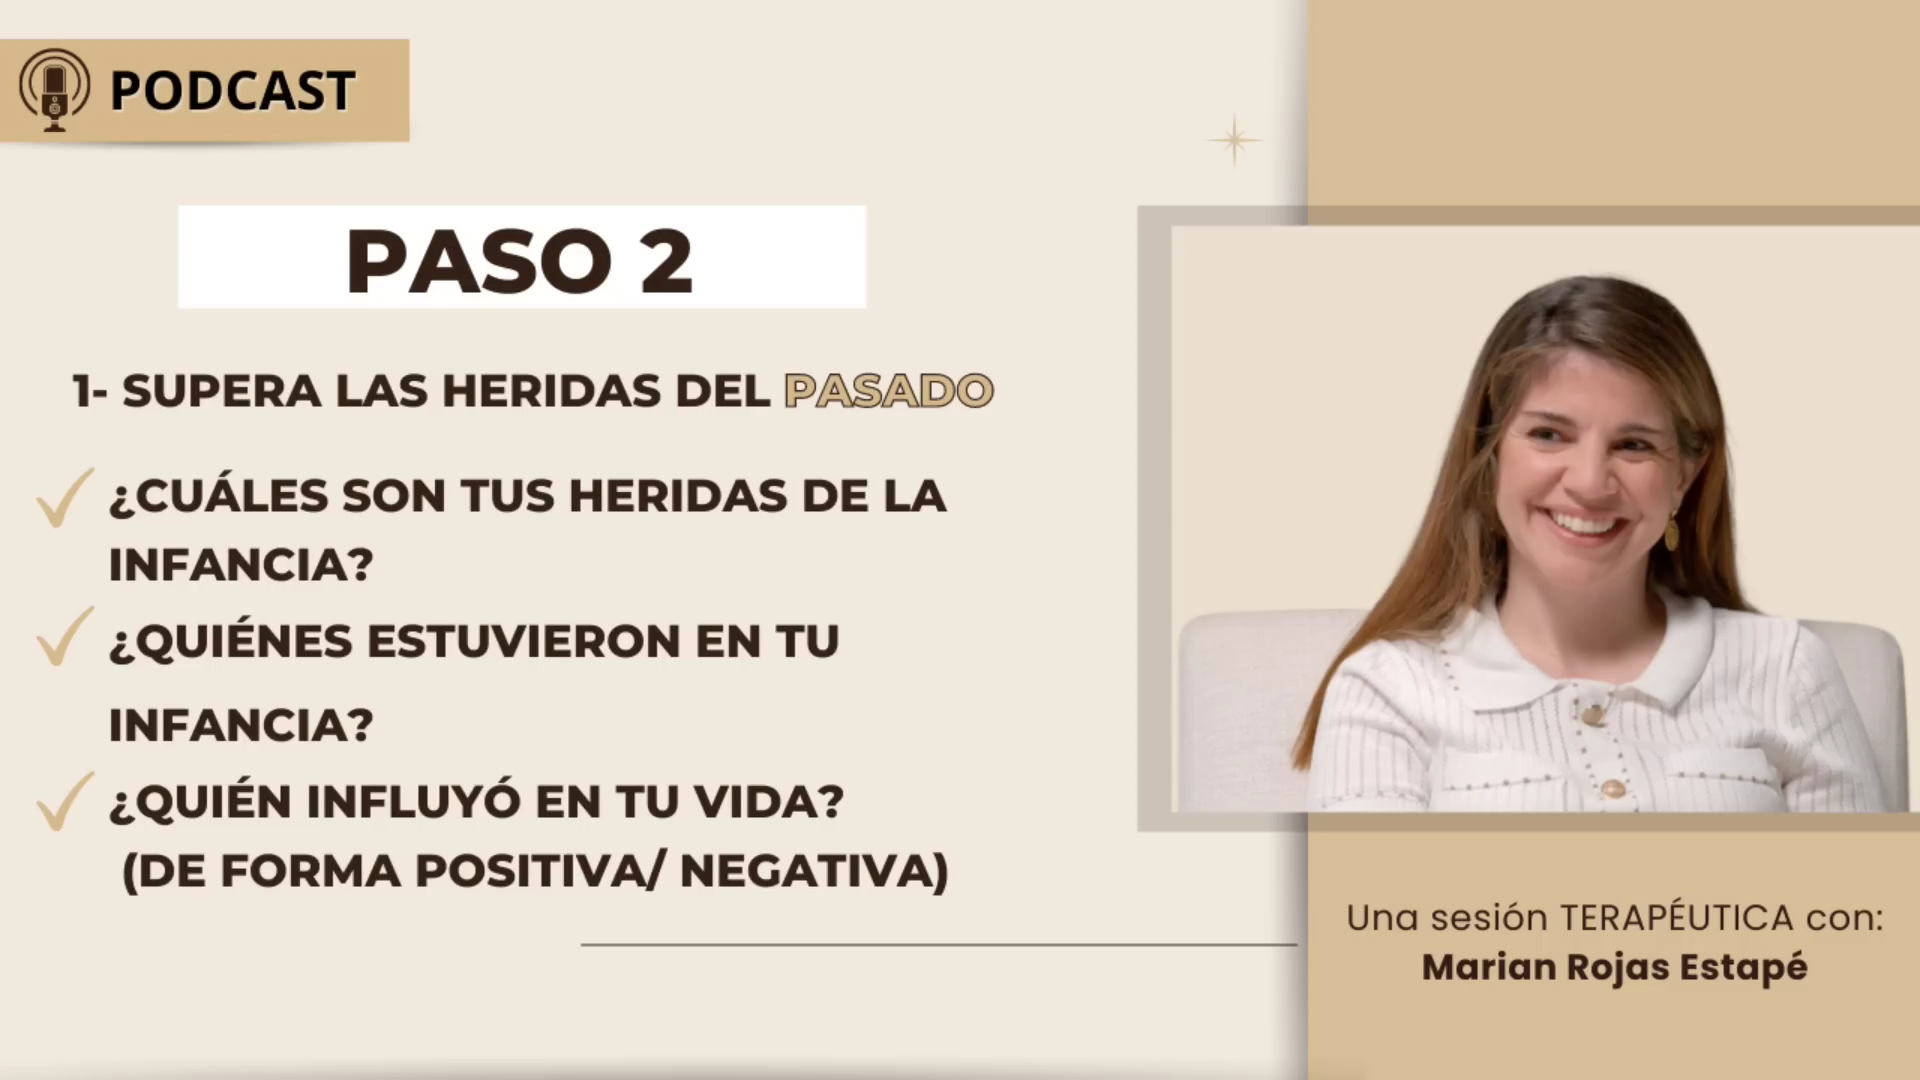 PODCAST
PASO 2
1- SUPERA LAS HERIDAS DEL PASADO
¿CUÁLES SON TUS HERIDAS DE LA
INFANCIA?
¿QUIÉNES ESTUVIERON EN TU
INFANCIA?
¿QUIÉN INFLUYÓ EN TU VIDA?
(DE FORMA POSITIVA/ NEGATIVA)
Una sesión TERAPÉUTICA con:
Marian Rojas Estapé